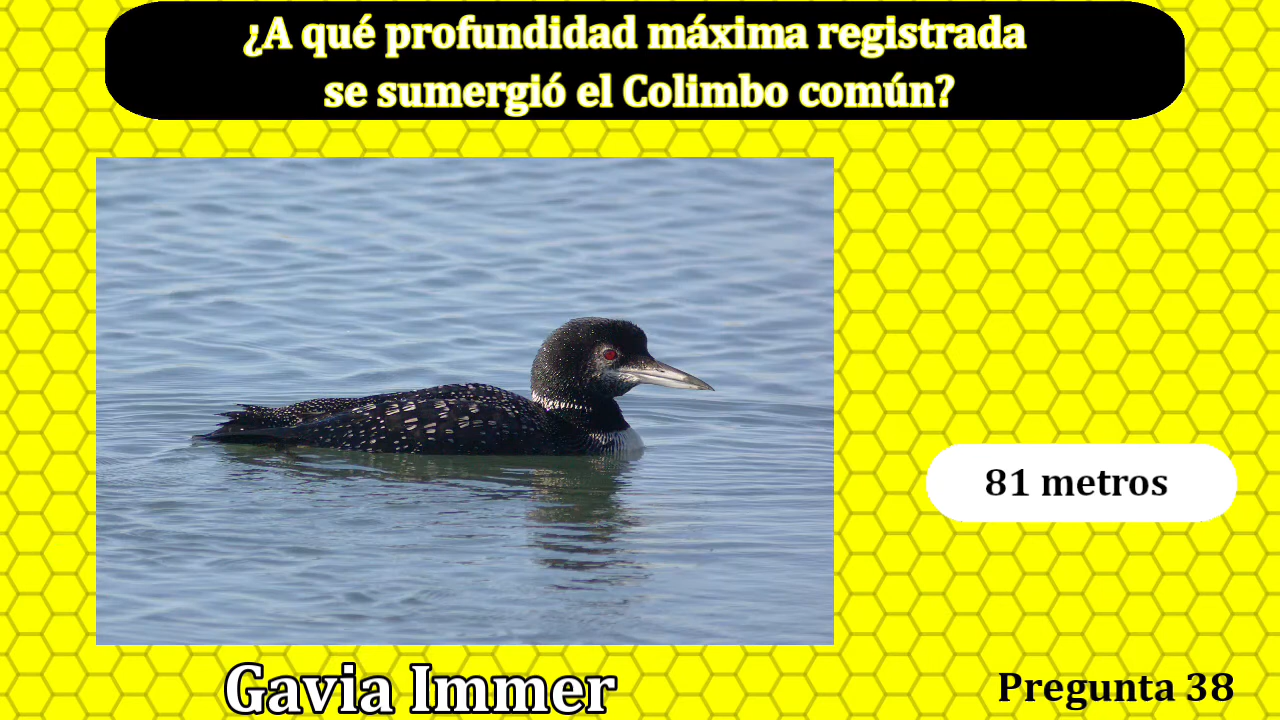 ¿A qué profundidad máxima registrada
se sumergió el Colimbo común?
81 metros
Gavia Immer
Pregunta 38